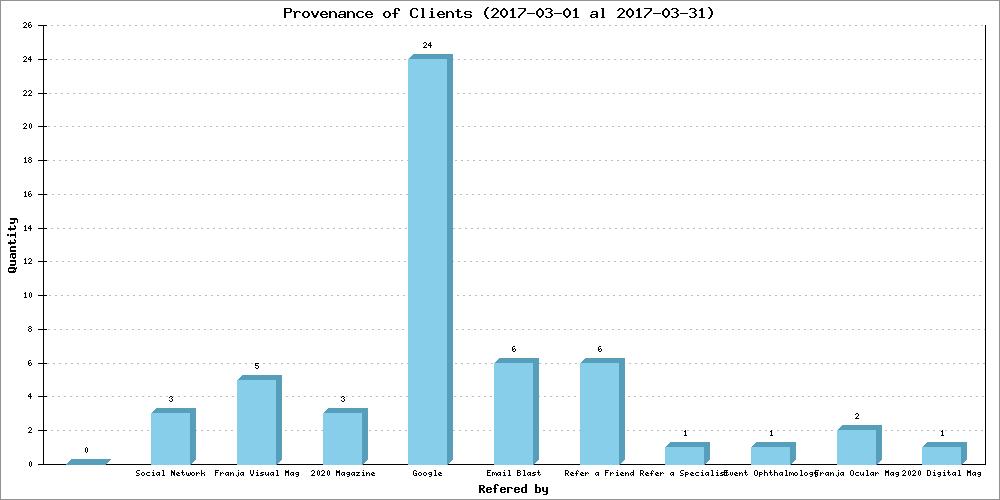 Provenance of Clients (2017-03-01 al 2017-03-31)
26
24
22
20
18
16
14
12
10
8
6
4
2
0
Quantity
0
3
5
3
24
6
6
1
1
2
1
Social Network
Franja Visual Mag
2020 Magazine
Google
Email Blast
Refer a Friend
Refer a Specialist
Event Ophthalmology
Franja Ocular Mag
2020 Digital Mag
Refered by